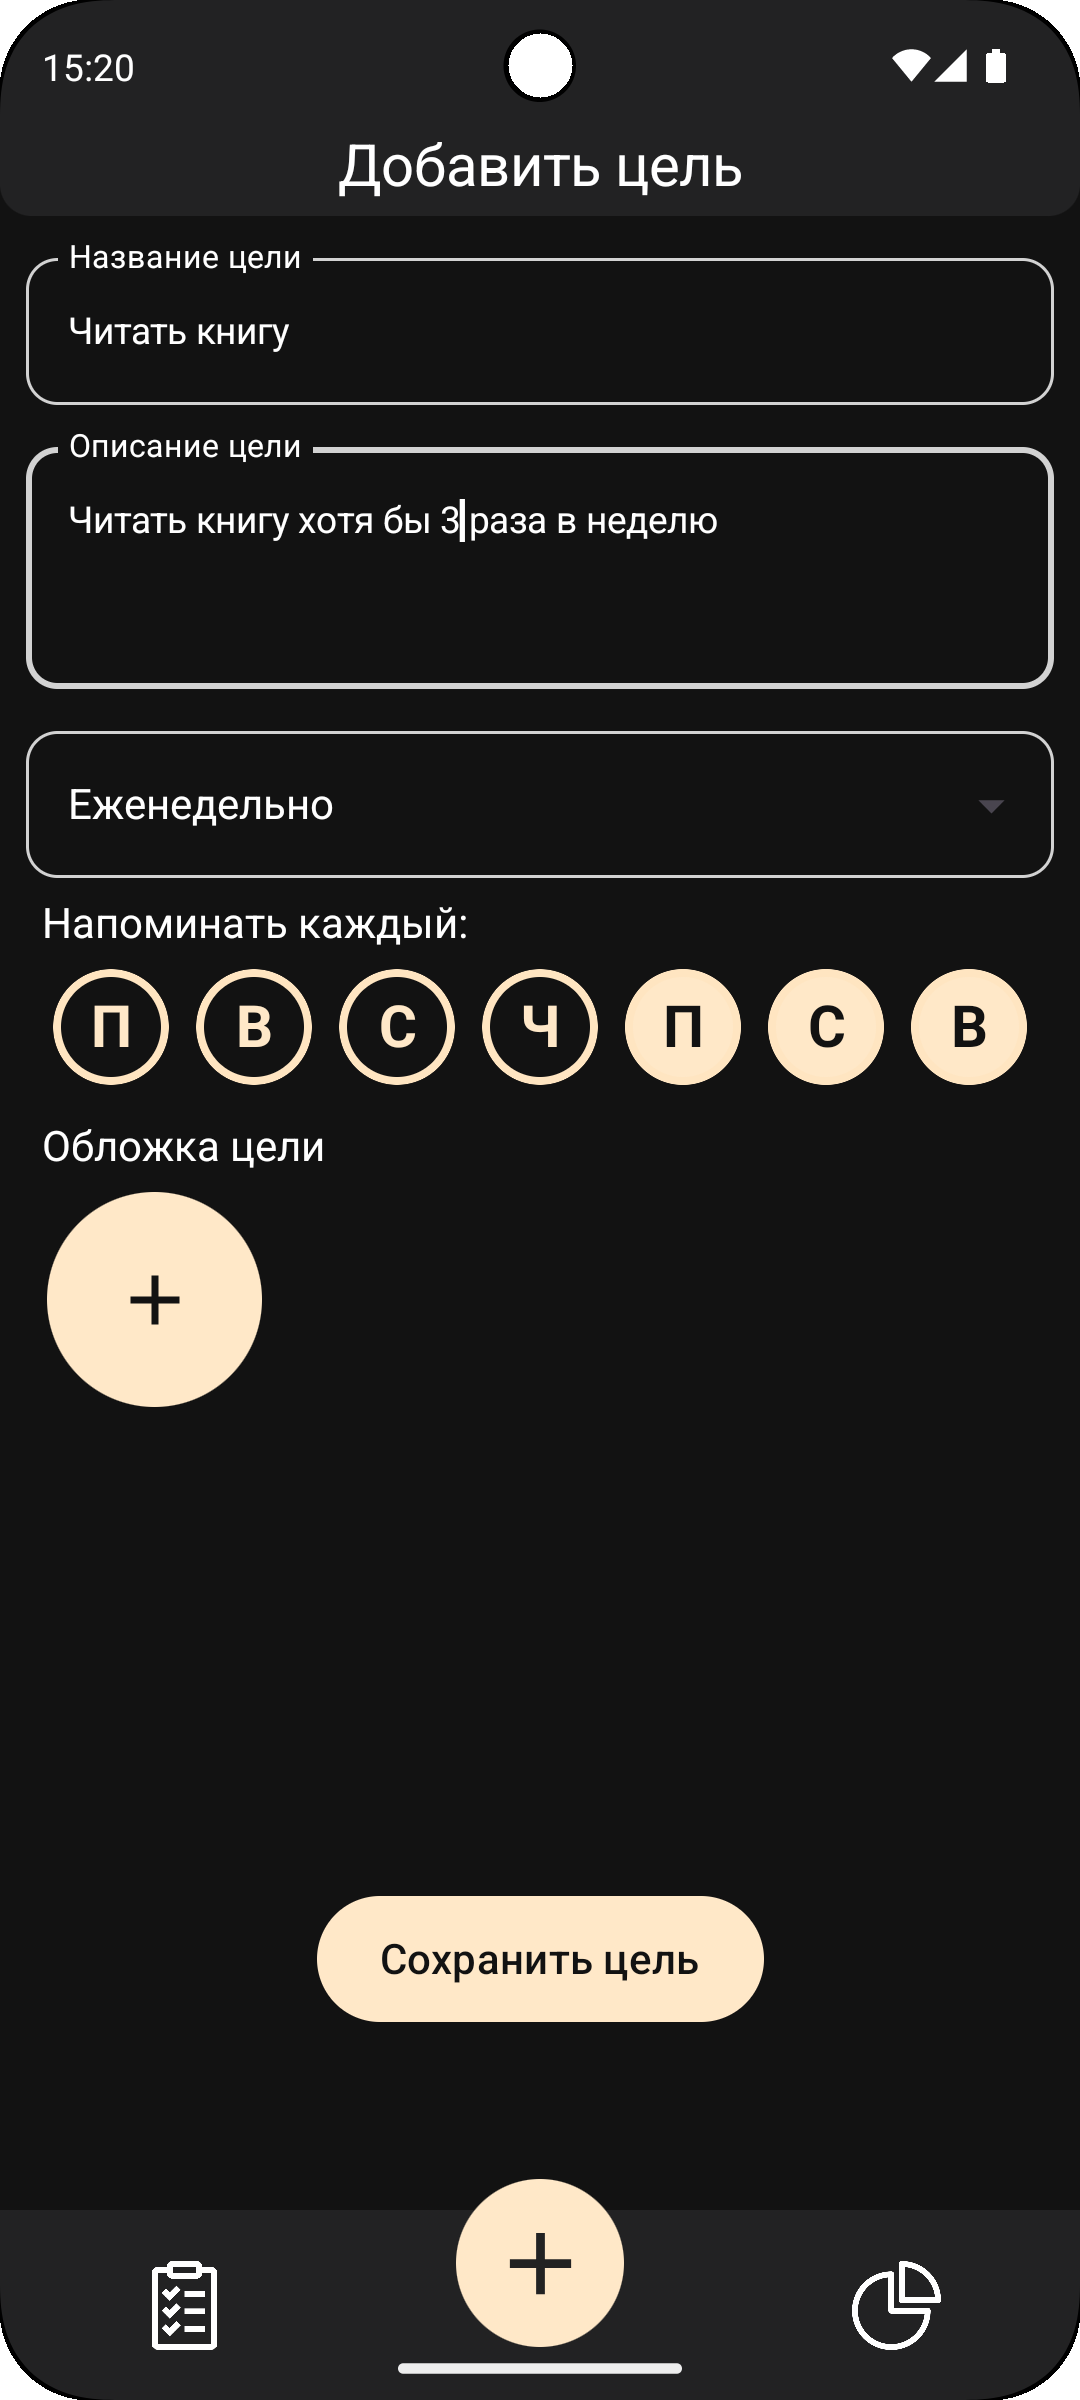 15:20
Добавить цель
Название цели
Читать книгу
Описание цели
Читать книгу хотя бы 3 раза в неделю
Еженедельно
Напоминать каждый:
П В С Ч П С В
Обложка цели
+
Сохранить цель
+